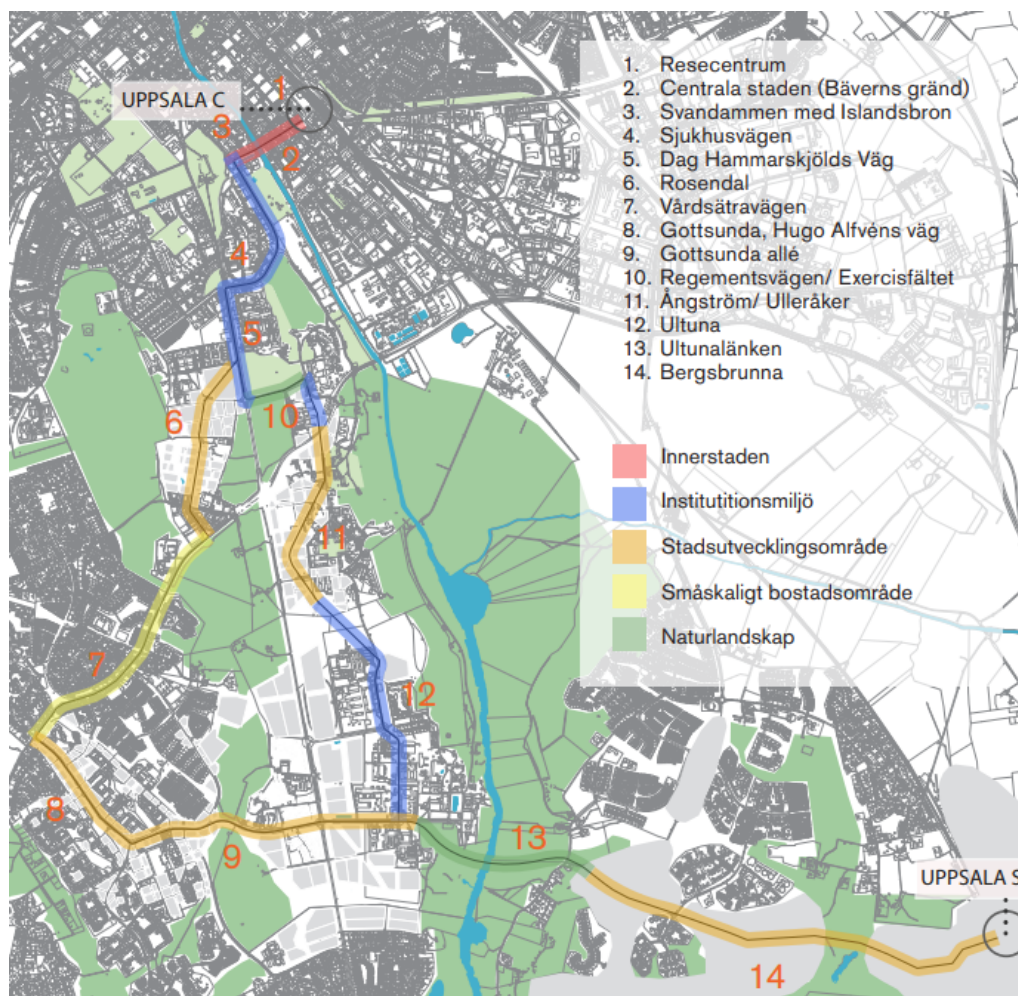 1. Resecentrum
2. Centrala staden (Bäverns gränd)
3. Svandammen med Islandsbron
4. Sjukhusvägen
5. Dag Hammarskjölds Väg
6. Rosendal
7. Vårdsätravägen
8. Gottsunda, Hugo Alfvéns väg
9. Gottsunda allé
10. Regementsvägen/ Exercisfältet
11. Ångström/ Ulleråker
12. Ultuna
13. Ultunalänken
14. Bergsbrunna
Innerstaden
Institutitionsmiljö
Stadsutvecklingsområde
Småskaligt bostadsområde
Naturlandskap
UPPSALA C
1
3
2
4
5
6
10
11
7
12
8
13
9
UPPSALA S
14